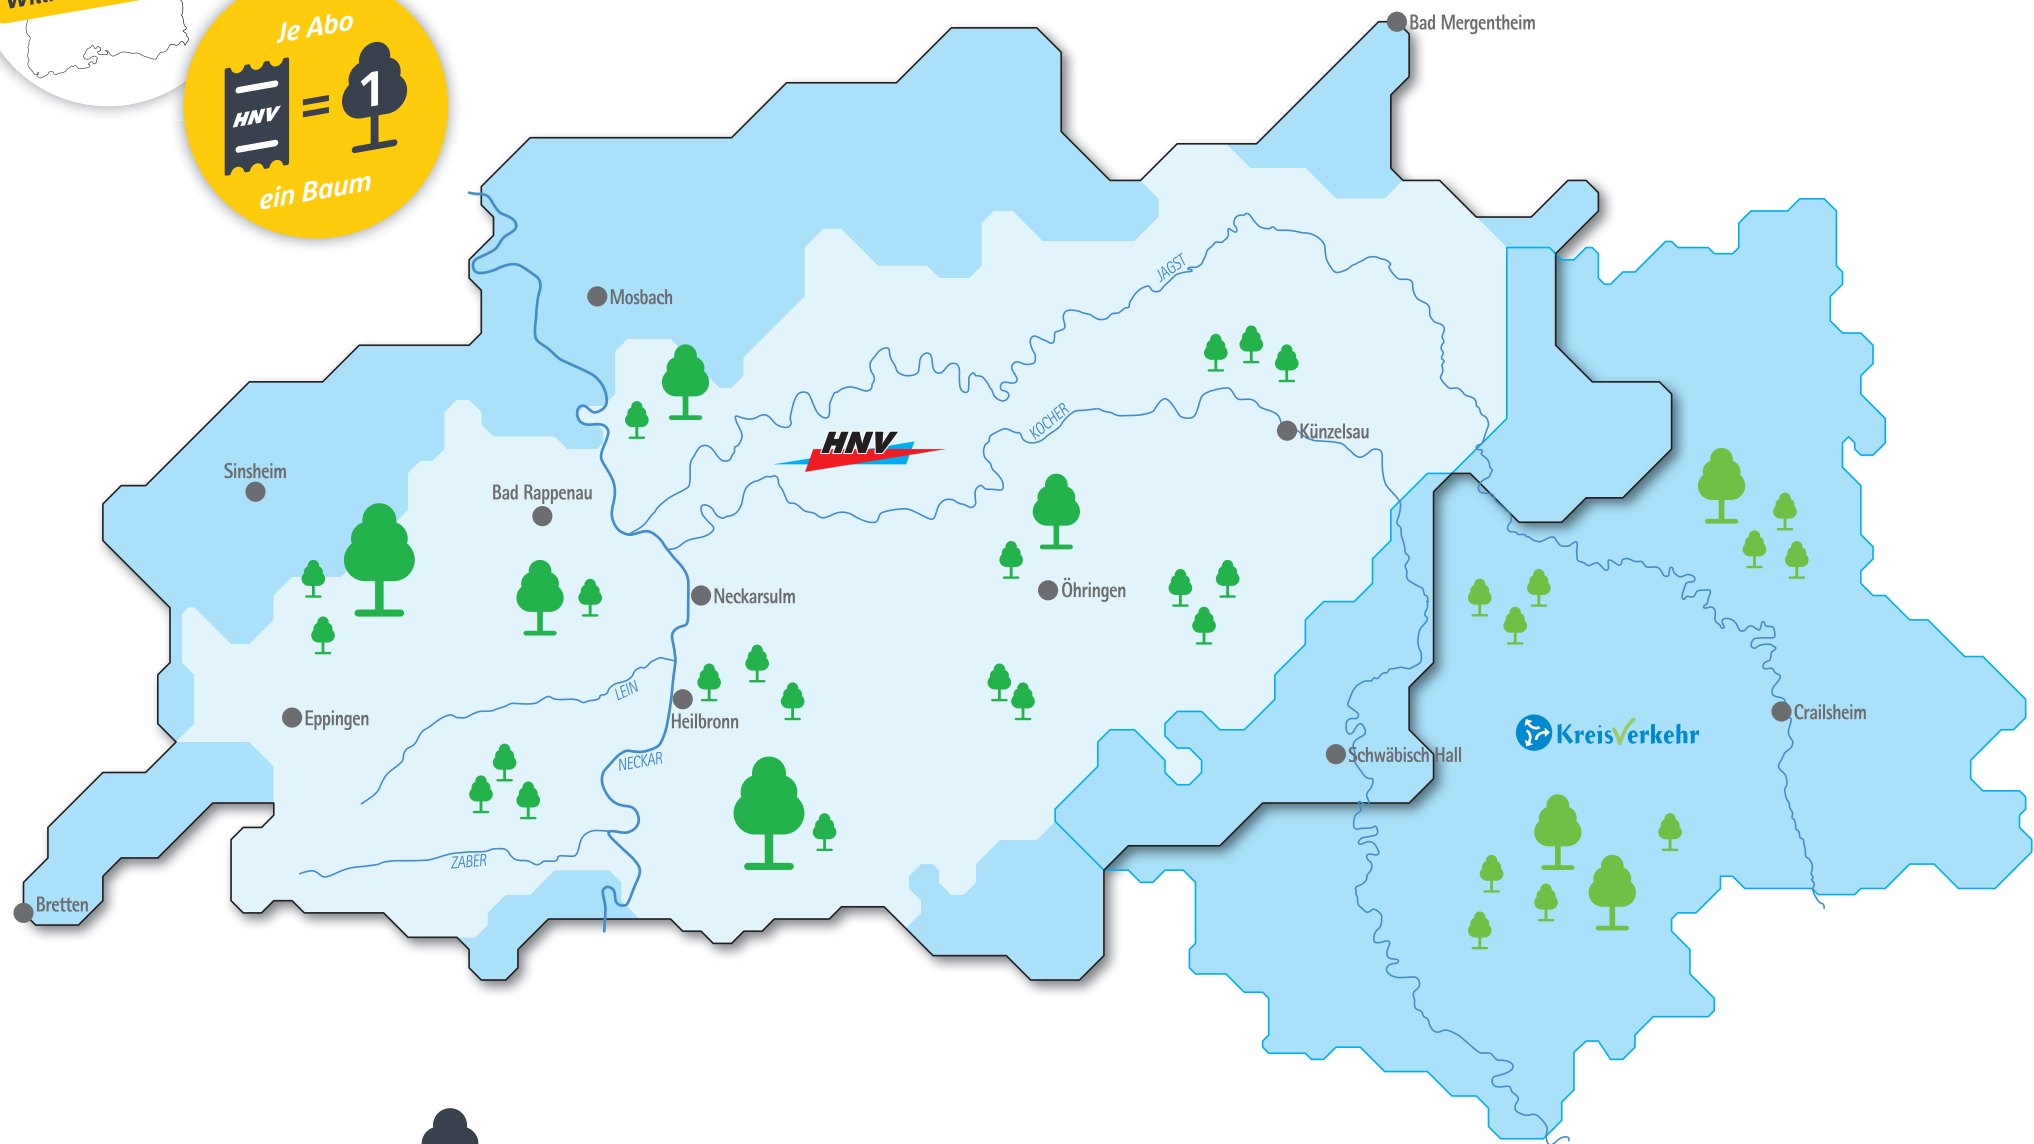 Je Abo
HNV
=
1
ein Baum
Bad Mergentheim
Mosbach
JAGST
KOCHER
HNV
Künzelsau
Sinsheim
Bad Rappenau
Neckarsulm
Öhringen
LEIN
Eppingen
Heilbronn
NECKAR
Crailsheim
KreisVerkehr
Schwäbisch Hall
ZABER
Bretten